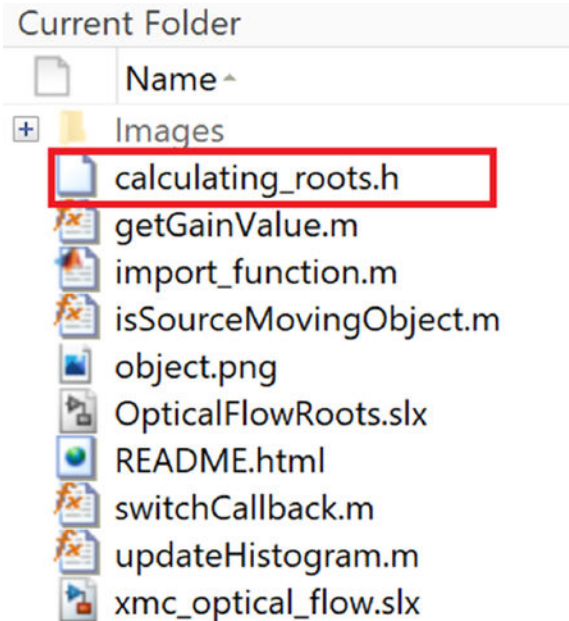 Current Folder
Name
Images
calculating_roots.h
getGainValue.m
import_function.m
isSourceMovingObject.m
object.png
OpticalFlowRoots.slx
README.html
switchCallback.m
updateHistogram.m
xmc_optical_flow.slx